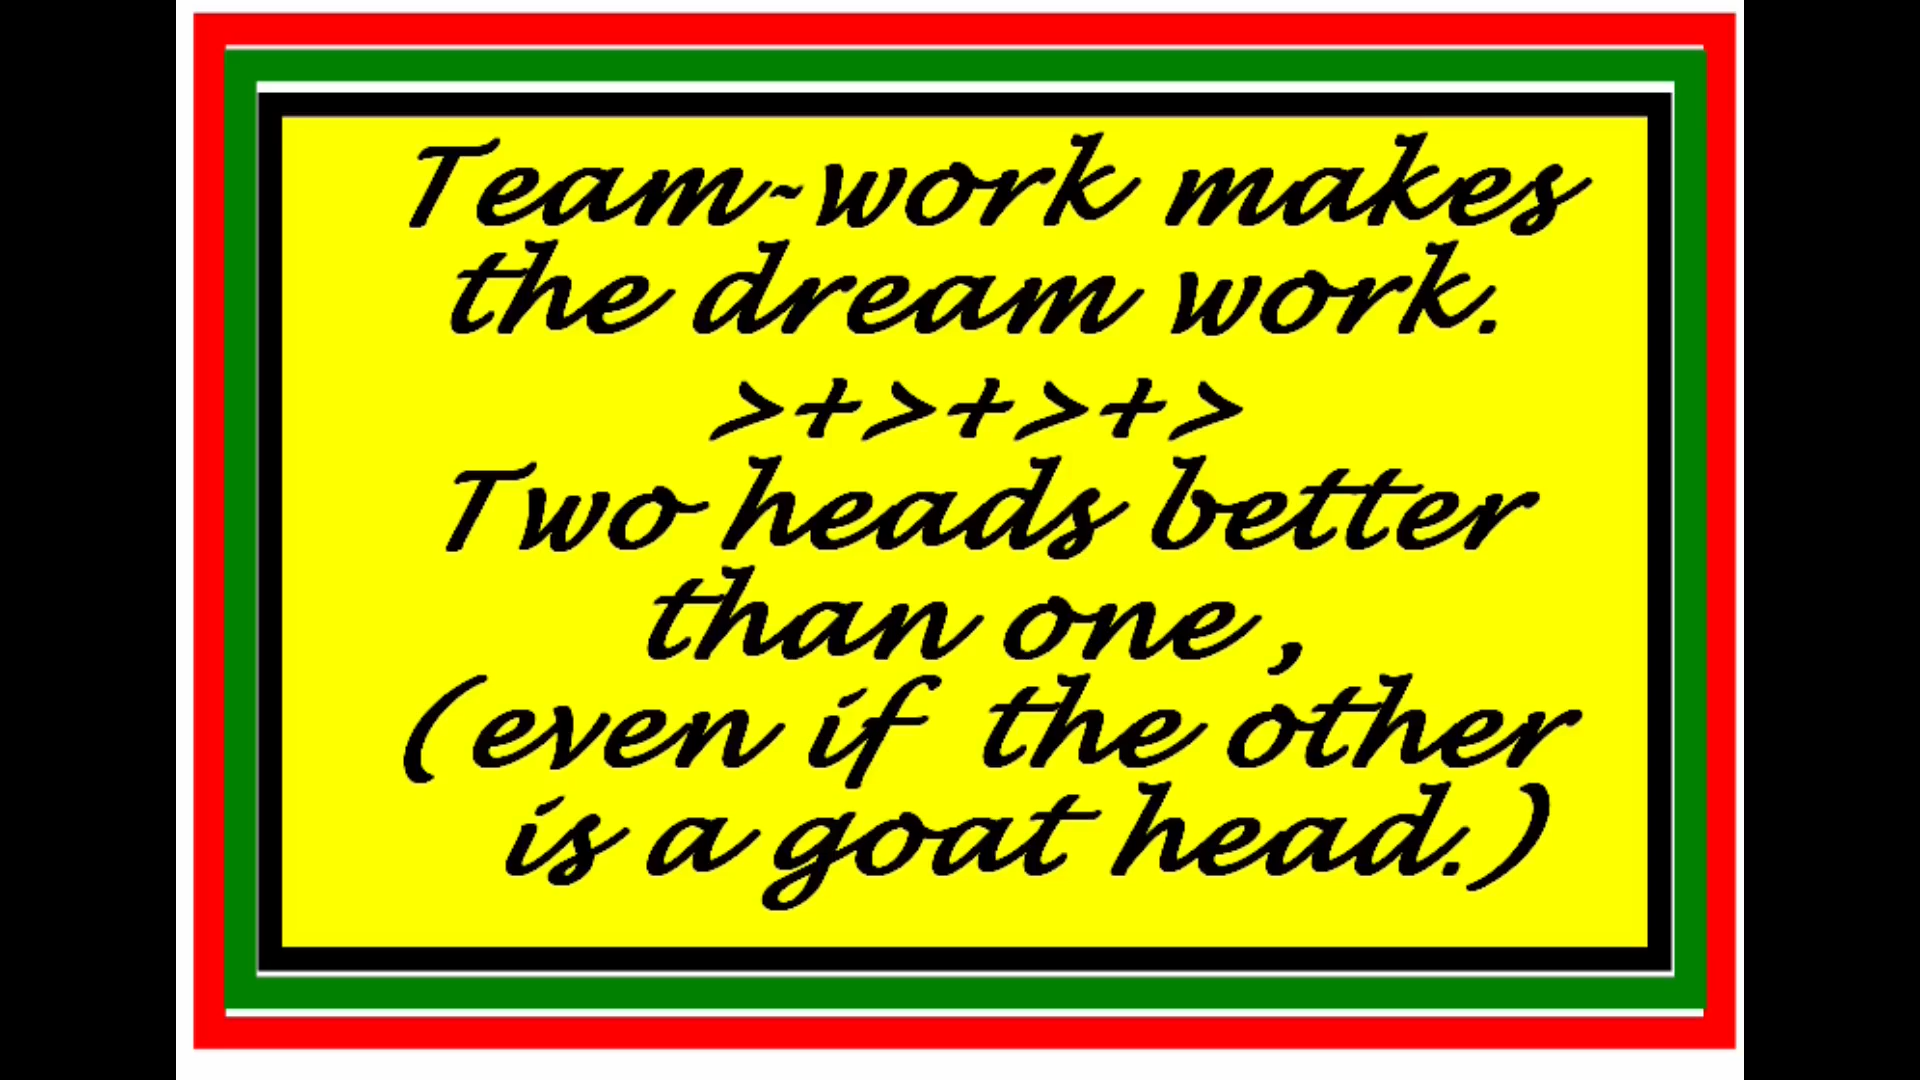 Team-work makes
the dream work.
>+>+>+>
Two heads better
than one ,
(even if the other
is a goat head.)